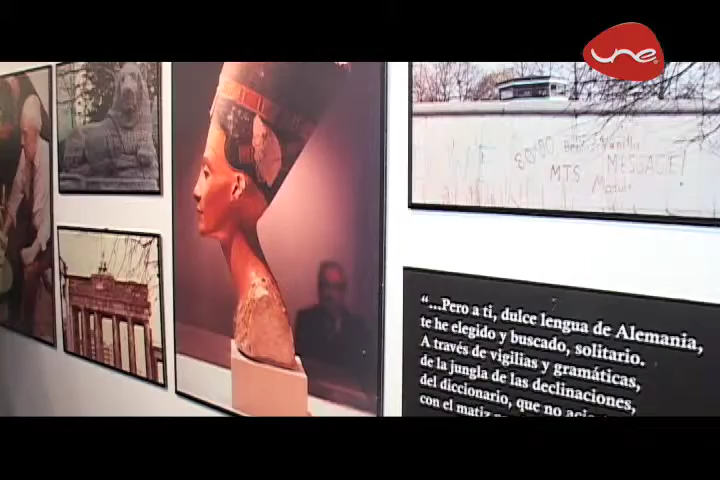 une
MESSAGE!
MTS
"...Pero a ti, dulce lengua de Alemania,
te he elegido y buscado, solitario.
A través de vigilias y gramáticas,
de la jungla de las declinaciones,
del diccionario, que no
con el matiz